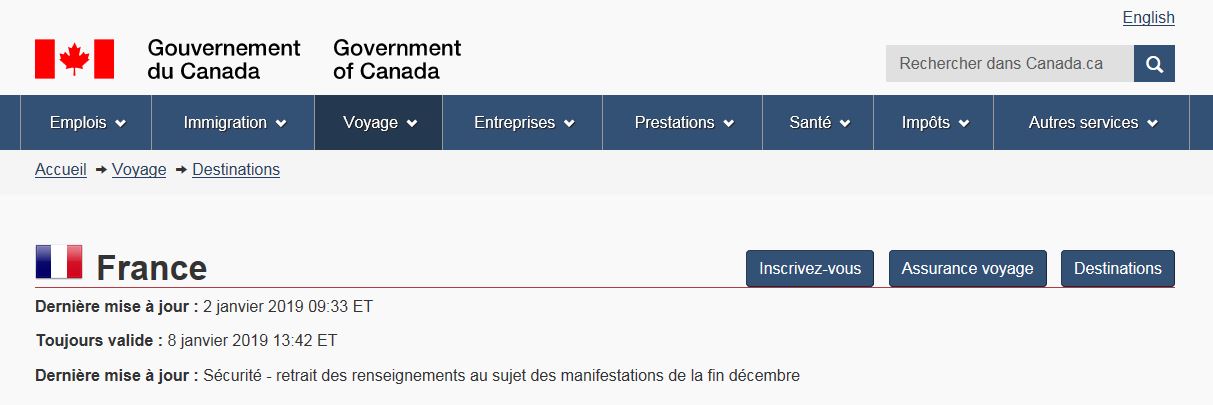 English
Gouvernement du Canada
Government of Canada
Rechercher dans Canada.ca
Emplois Immigration Voyage Entreprises Prestations Santé Impôts Autres services
Accueil → Voyage → Destinations
France
Inscrivez-vous Assurance voyage Destinations
Dernière mise à jour : 2 janvier 2019 09:33 ET
Toujours valide : 8 janvier 2019 13:42 ET
Dernière mise à jour : Sécurité - retrait des renseignements au sujet des manifestations de la fin décembre